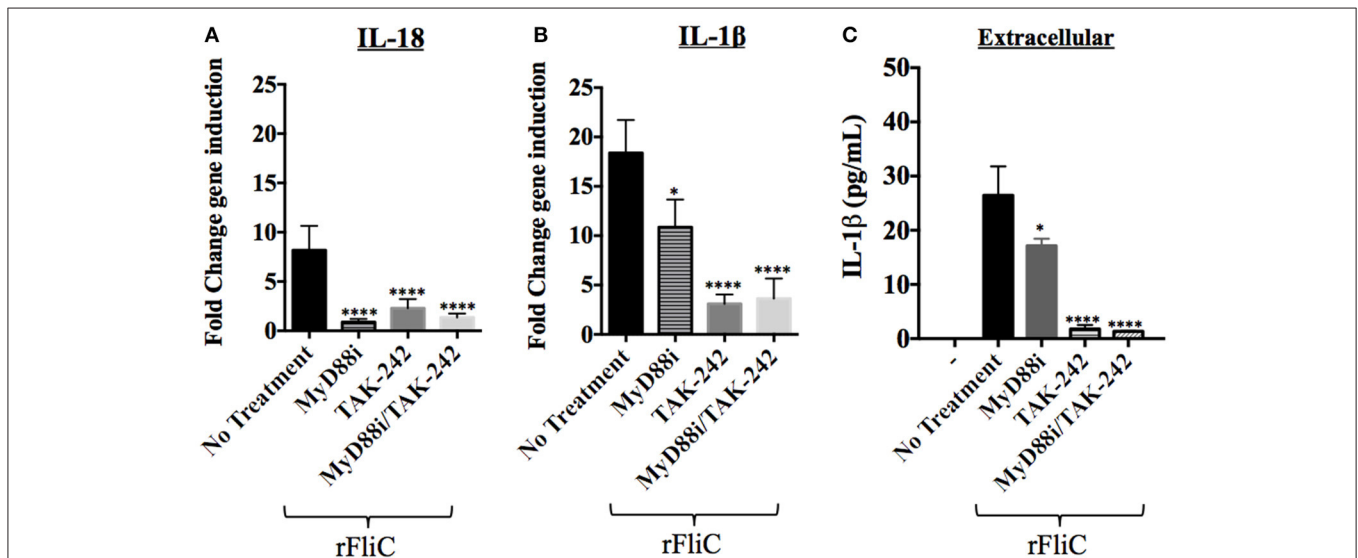 A
IL-18
Fold Change gene induction
25
20
15
10
5
0
****
****
****
No Treatment
MyD88i
TAK-242
MyD88i/TAK-242
rFliC
B
IL-1β
Fold Change gene induction
25
20
15
10
5
0
*
****
****
No Treatment
MyD88i
TAK-242
MyD88i/TAK-242
rFliC
C
Extracellular
IL-1β (pg/mL)
50
40
30
20
10
0
*
****
****
-
No Treatment
MyD88i
TAK-242
MyD88i/TAK-242
rFliC